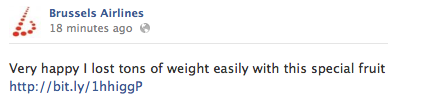 Brussels Airlines
18 minutes ago
Very happy I lost tons of weight easily with this special fruit
http://bit.ly/1hhiggP